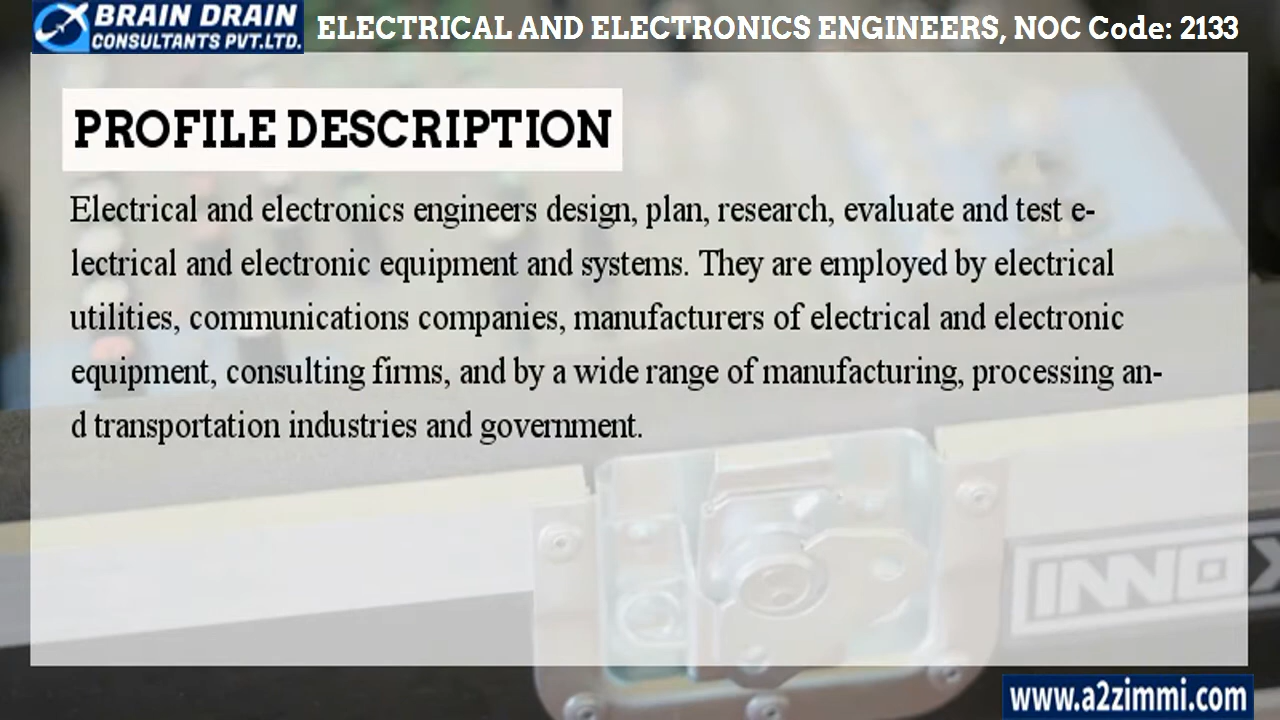 BRAIN DRAIN
CONSULTANTS PVT.LTD.
ELECTRICAL AND ELECTRONICS ENGINEERS, NOC Code: 2133
PROFILE DESCRIPTION
Electrical and electronics engineers design, plan, research, evaluate and test e-
lectrical and electronic equipment and systems. They are employed by electrical
utilities, communications companies, manufacturers of electrical and electronic
equipment, consulting firms, and by a wide range of manufacturing, processing an-
d transportation industries and government.
INNOX
www.a2zimmi.com